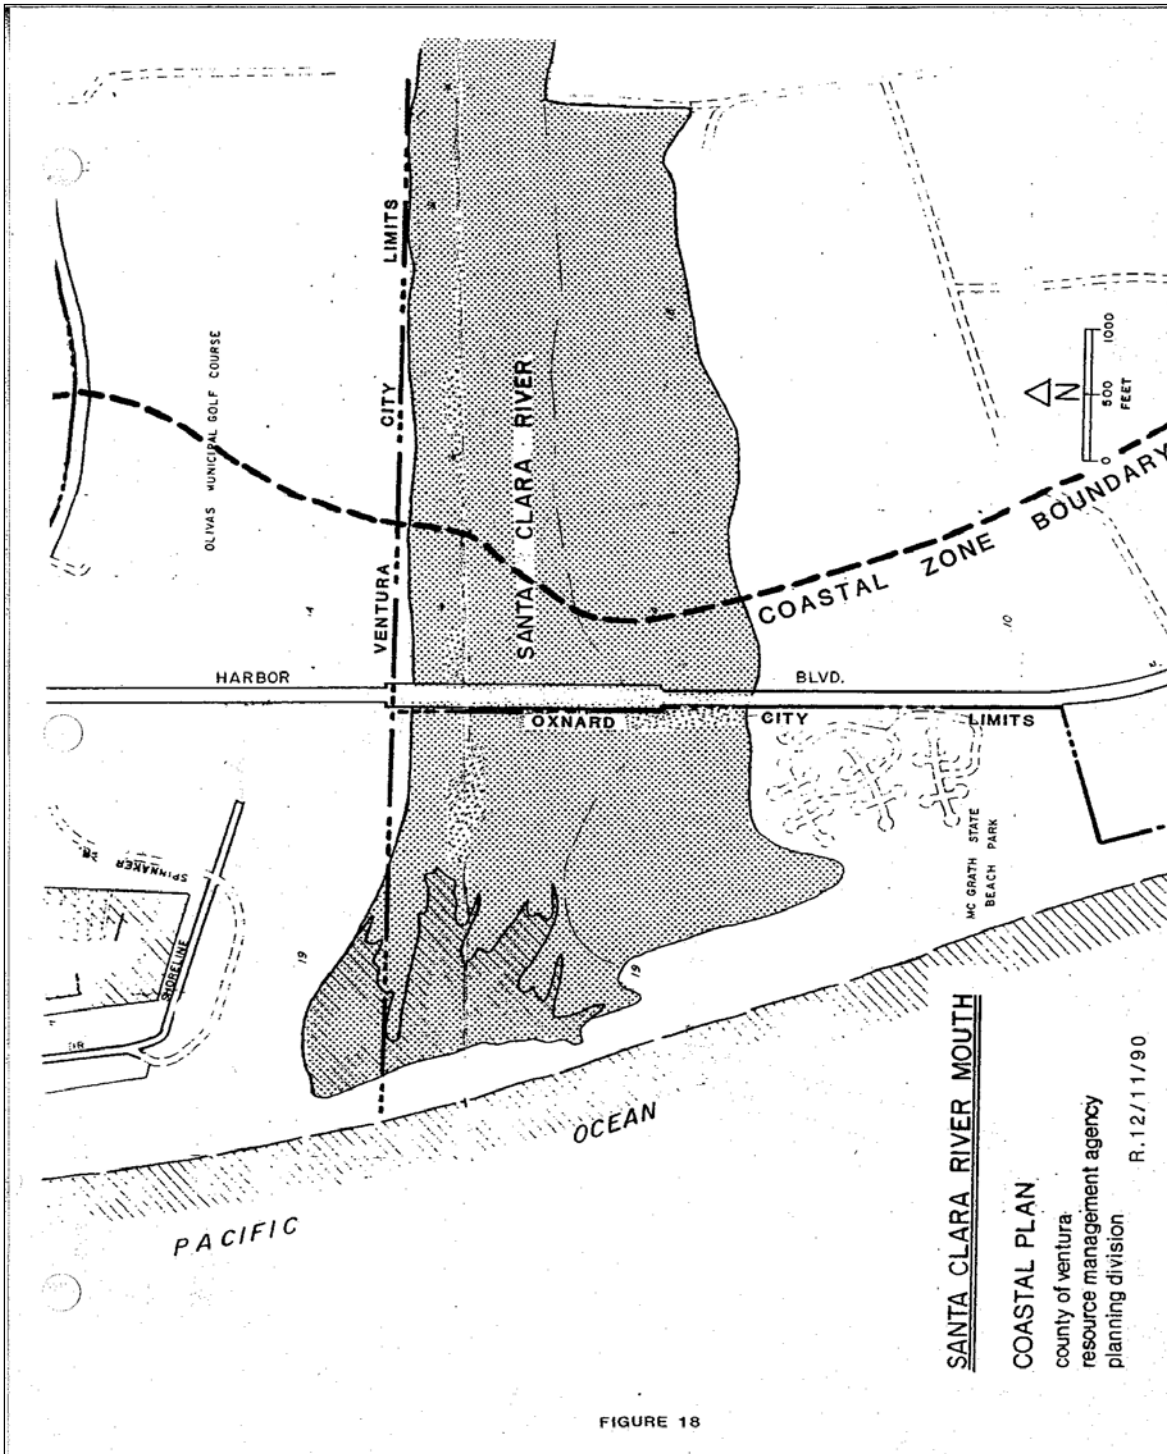 OLIVAS MUNICIPAL GOLF COURSE
VENTURA CITY LIMITS
SANTA CLARA RIVER
HARBOR BLVD.
OXNARD CITY LIMITS
COASTAL ZONE BOUNDARY
N
0 500 1000
FEET
SPINNAKER DR.
SHORELINE
DR
19
19
18
10
MC GRATH STATE
BEACH PARK
PACIFIC OCEAN
SANTA CLARA RIVER MOUTH
COASTAL PLAN
county of ventura
resource management agency
planning division
R.12/11/90
FIGURE 18